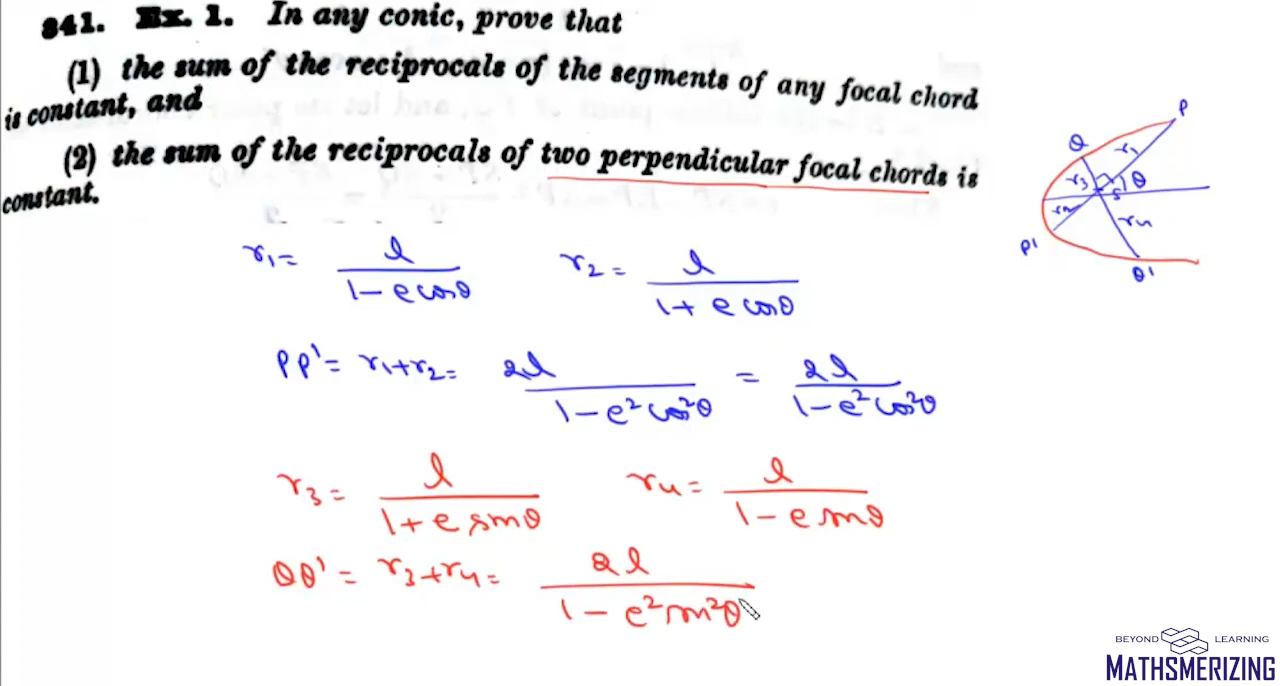 341. Ex. 1. In any conic, prove that
(1) the sum of the reciprocals of the segments of any focal chord
is constant, and
(2) the sum of the reciprocals of two perpendicular focal chords is
constant.
r₁ = l / (1 - e cosθ)    r₂ = l / (1 + e cosθ)
PP' = r₁ + r₂ = 2l / (1 - e² cos²θ) = 2l / (1 - e² cos²θ)
r₃ = l / (1 + e sinθ)    r₄ = l / (1 - e sinθ)
QQ' = r₃ + r₄ = 2l / (1 - e² sin²θ)
P
Q
r₁
r₃
θ
S
r₂
r₄
P'
Q'
BEYOND LEARNING
MATHSMERIZING